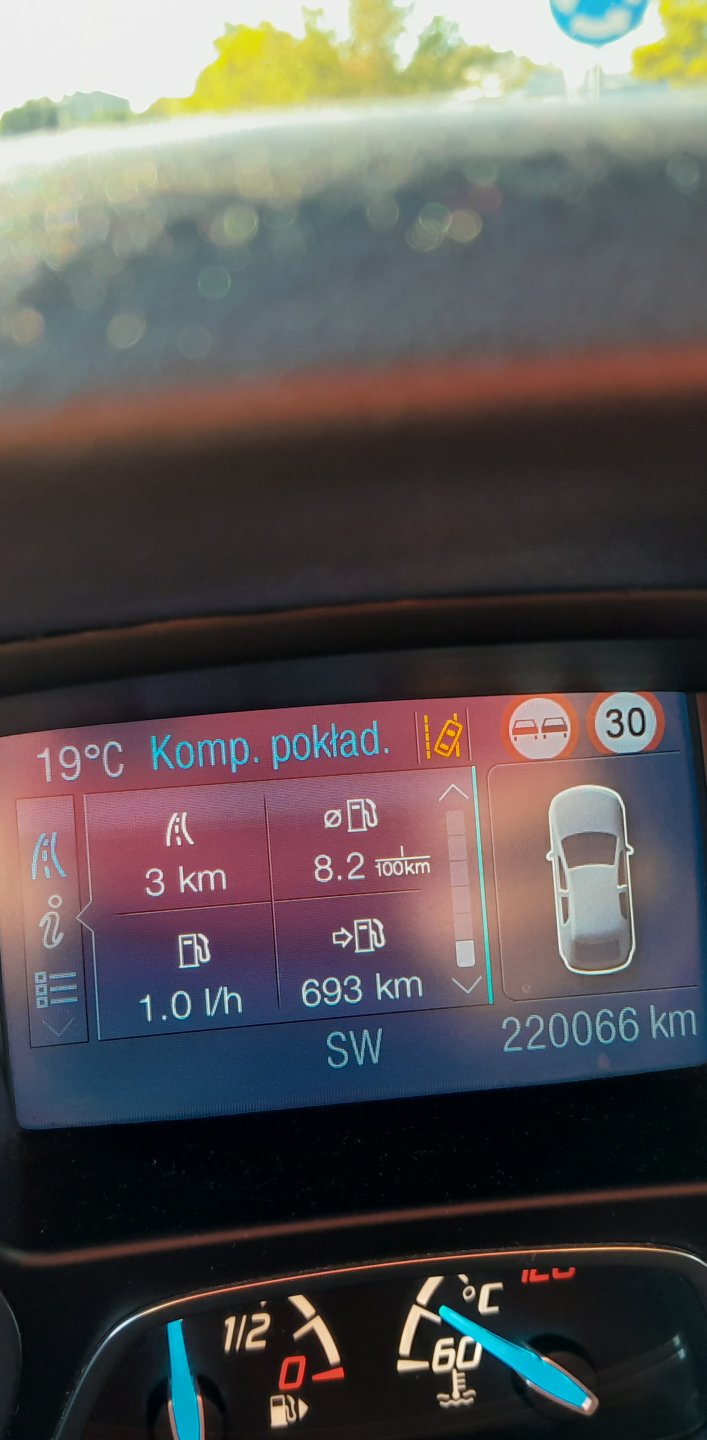 19°C Komp. pokład. 30
3 km 8.2 l/100km
1.0 l/h 693 km
SW 220066 km
1/2 °C 120
0 60